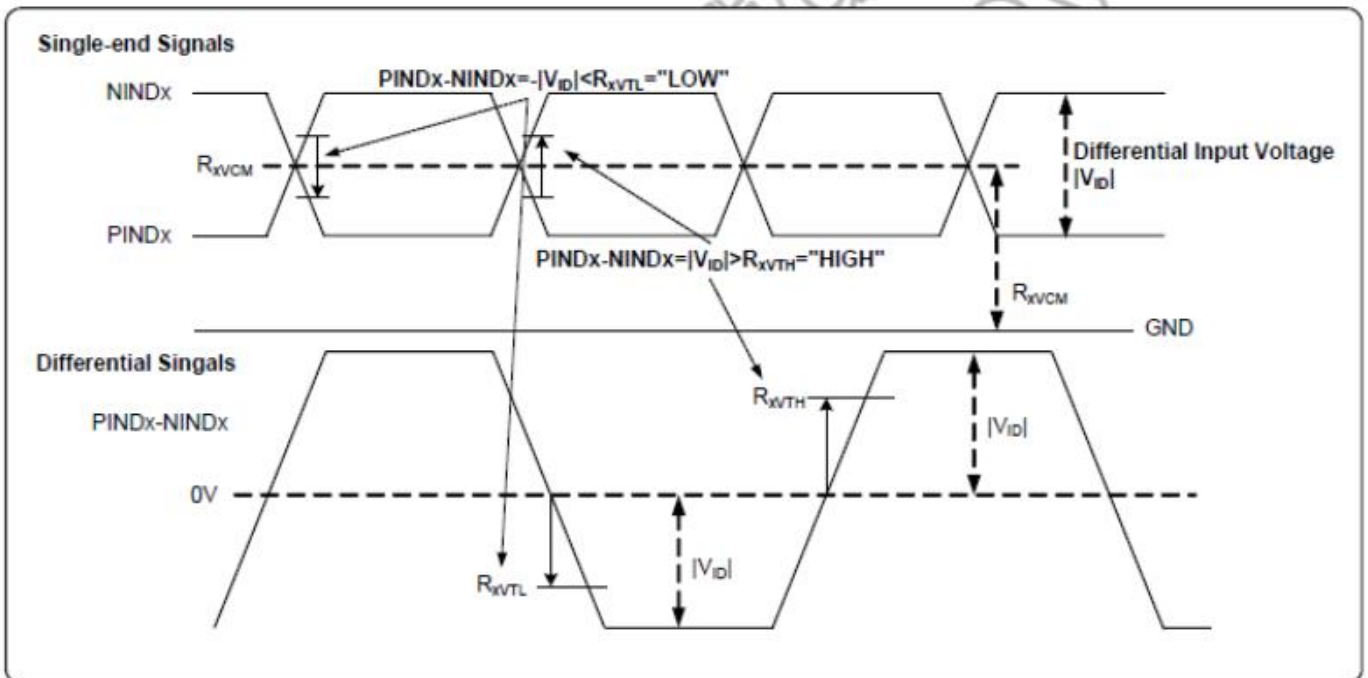 Single-end Signals
PINDx-NINDx=-|VID|<RxVTL="LOW"
NINDx
RxVCM
Differential Input Voltage
|VID|
PINDx
PINDx-NINDx=|VID|>RxVTH="HIGH"
RxVCM
GND
Differential Singals
RxVTH
PINDx-NINDx
|VID|
0V
|VID|
RxVTL